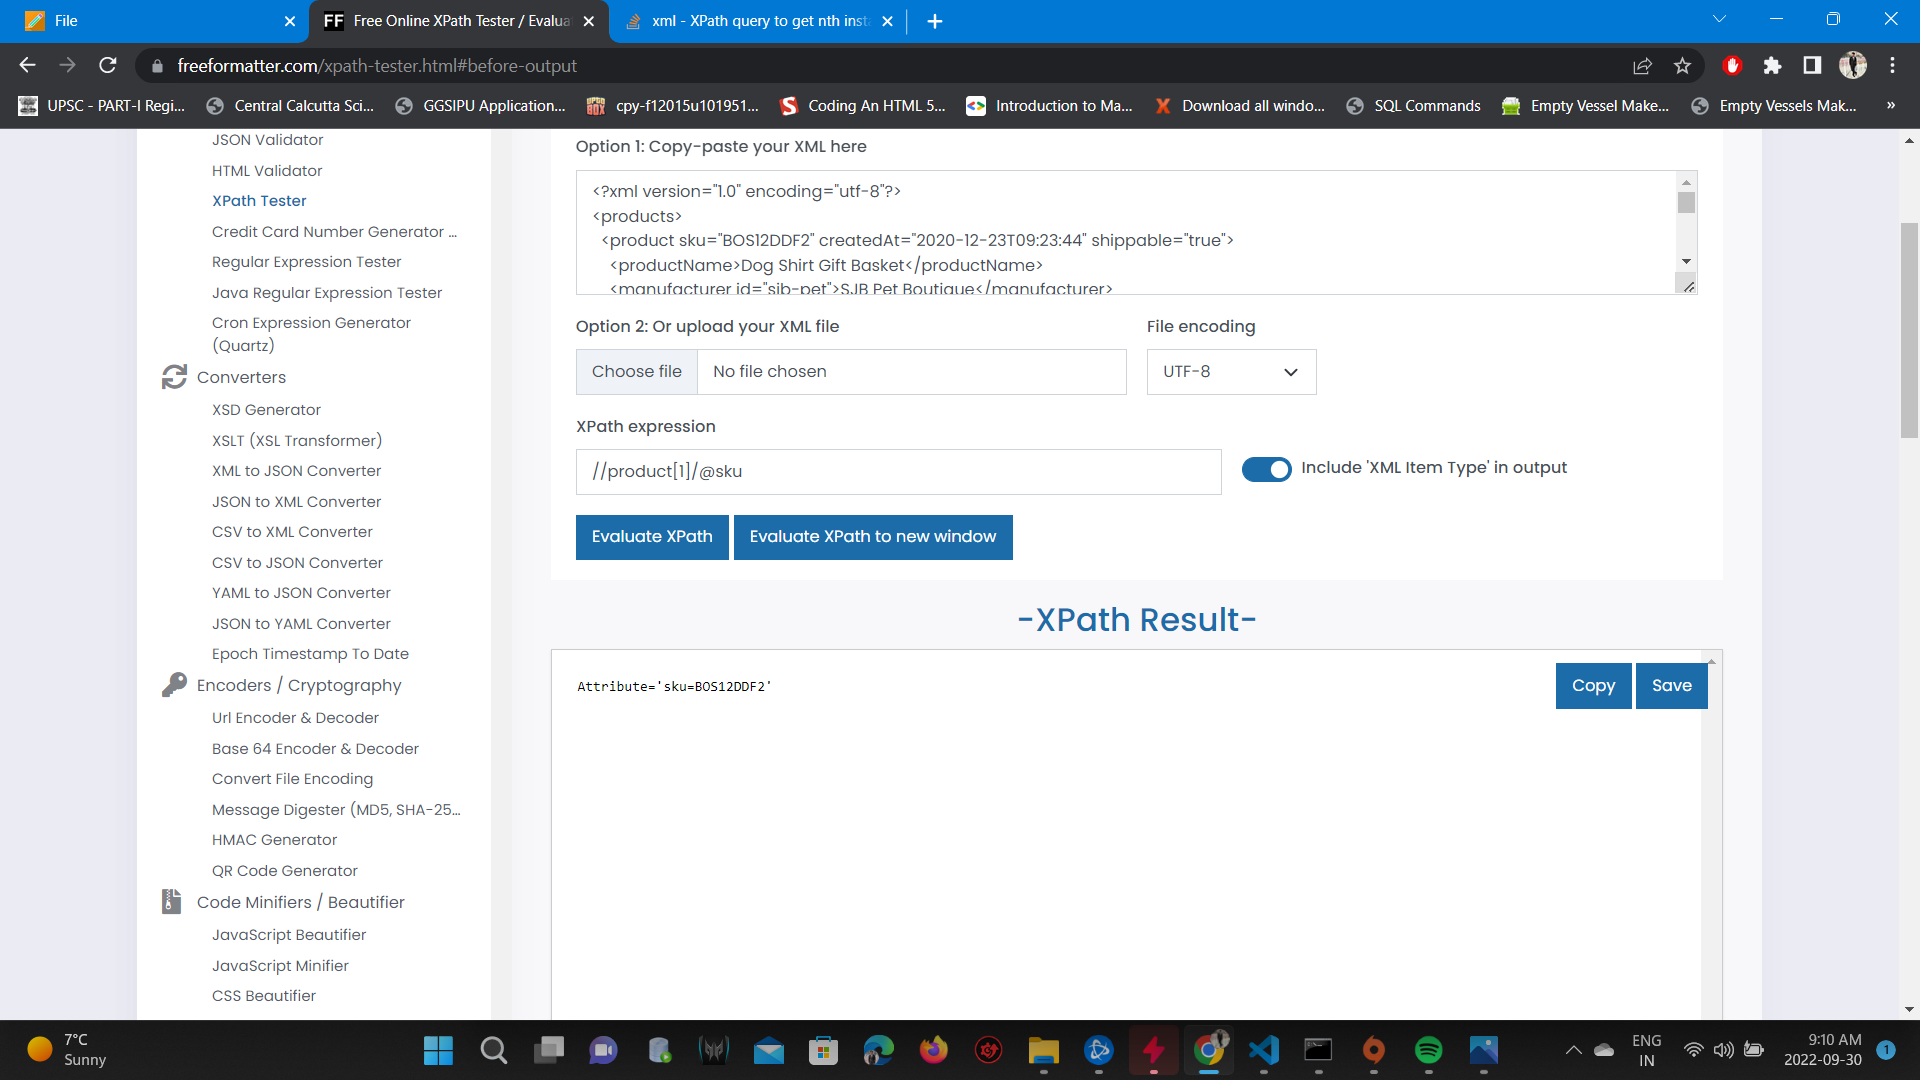 File
FF Free Online XPath Tester / Evalua
xml - XPath query to get nth insta
freeformatter.com/xpath-tester.html#before-output
UPSC - PART-I Regi...
Central Calcutta Sci...
GGSIPU Application...
cpy-f12015u101951...
Coding An HTML 5...
Introduction to Ma...
Download all windo...
SQL Commands
Empty Vessel Make...
Empty Vessels Mak...
»
JSON Validator
HTML Validator
XPath Tester
Credit Card Number Generator ...
Regular Expression Tester
Java Regular Expression Tester
Cron Expression Generator
(Quartz)
Converters
XSD Generator
XSLT (XSL Transformer)
XML to JSON Converter
JSON to XML Converter
CSV to XML Converter
CSV to JSON Converter
YAML to JSON Converter
JSON to YAML Converter
Epoch Timestamp To Date
Encoders / Cryptography
Url Encoder & Decoder
Base 64 Encoder & Decoder
Convert File Encoding
Message Digester (MD5, SHA-25...
HMAC Generator
QR Code Generator
Code Minifiers / Beautifier
JavaScript Beautifier
JavaScript Minifier
CSS Beautifier
Option 1: Copy-paste your XML here
<?xml version="1.0" encoding="utf-8"?>
<products>
<product sku="BOS12DDF2" createdAt="2020-12-23T09:23:44" shippable="true">
<productName>Dog Shirt Gift Basket</productName>
<manufacturer id="sjb-pet">SJB Pet Boutique</manufacturer>
Option 2: Or upload your XML file
File encoding
Choose file No file chosen
UTF-8
XPath expression
//product[1]/@sku
Include 'XML Item Type' in output
Evaluate XPath
Evaluate XPath to new window
-XPath Result-
Attribute='sku=BOS12DDF2'
Copy
Save
7°C
Sunny
ENG
IN
9:10 AM
2022-09-30
1